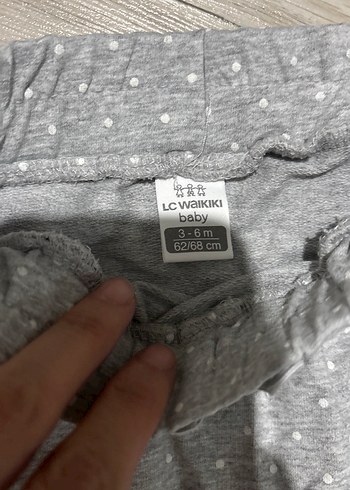 LC WAIKIKI
baby
3 - 6 m
62/68 cm